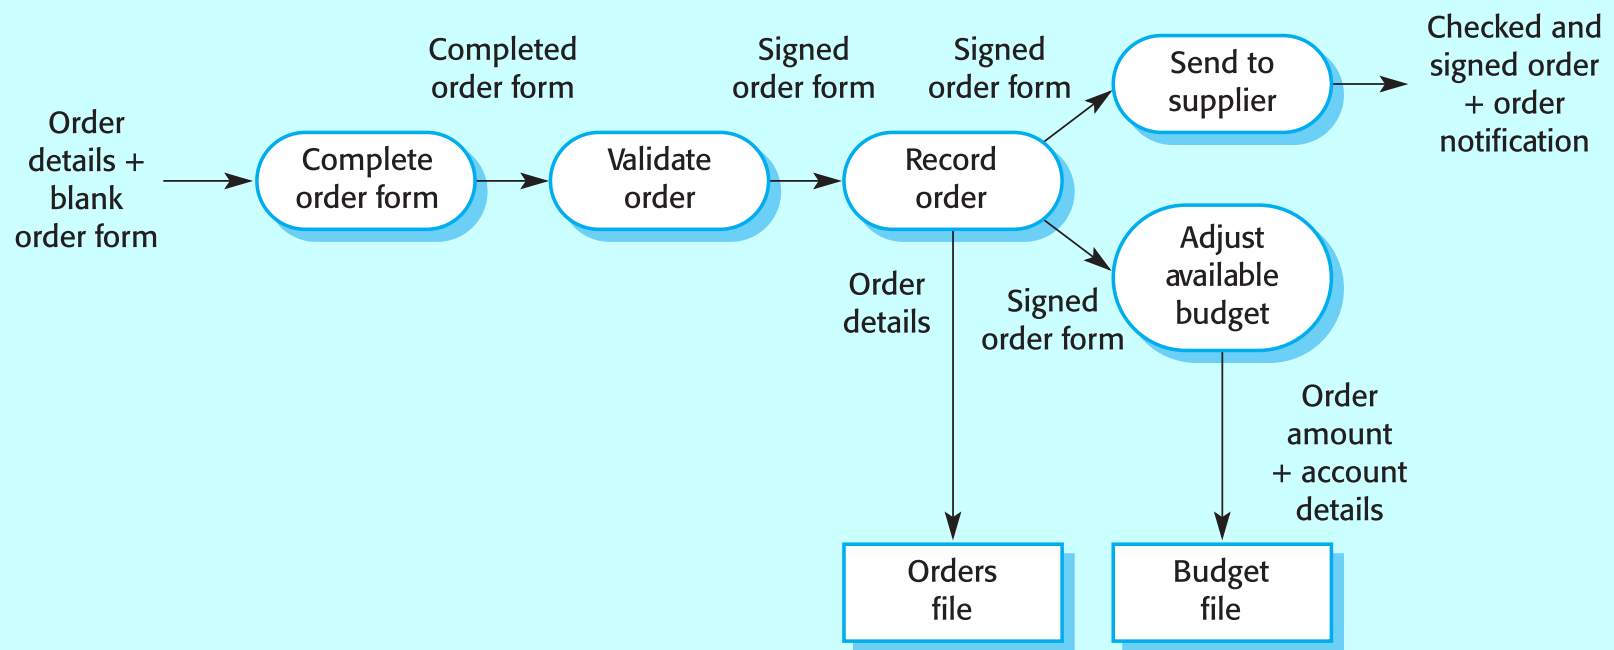 Order
details +
blank
order form
Complete
order form
Completed
order form
Validate
order
Signed
order form
Record
order
Signed
order form
Send to
supplier
Checked and
signed order
+ order
notification
Signed
order form
Adjust
available
budget
Order
details
Orders
file
Order
amount
+ account
details
Budget
file